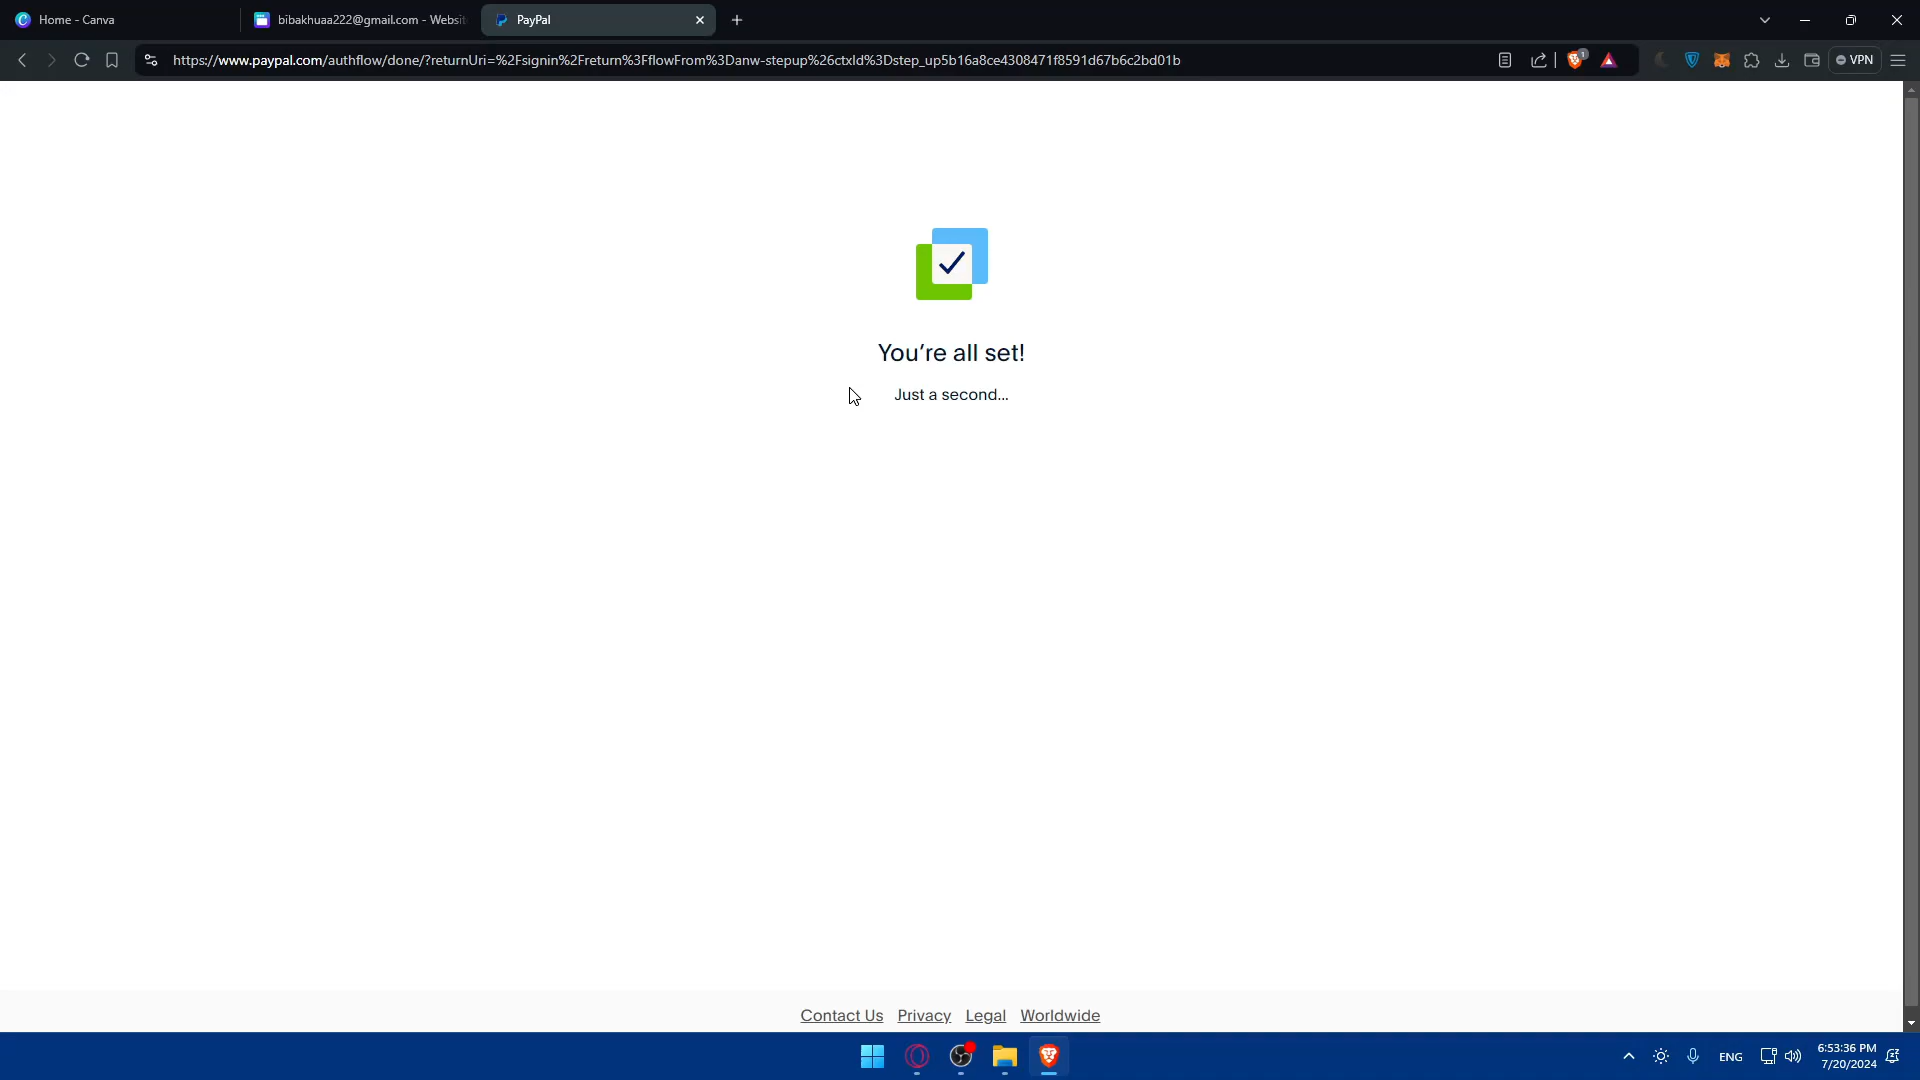 Home - Canva
bibakhuaa222@gmail.com - Websit
PayPal
https://www.paypal.com/authflow/done/?returnUri=%2Fsignin%2Freturn%3FflowFrom%3Danw-stepup%26ctxId%3Dstep_up5b16a8ce4308471f8591d67b6c2bd01b
1
VPN
You're all set!
Just a second...
Contact Us Privacy Legal Worldwide
ENG
6:53:36 PM
7/20/2024